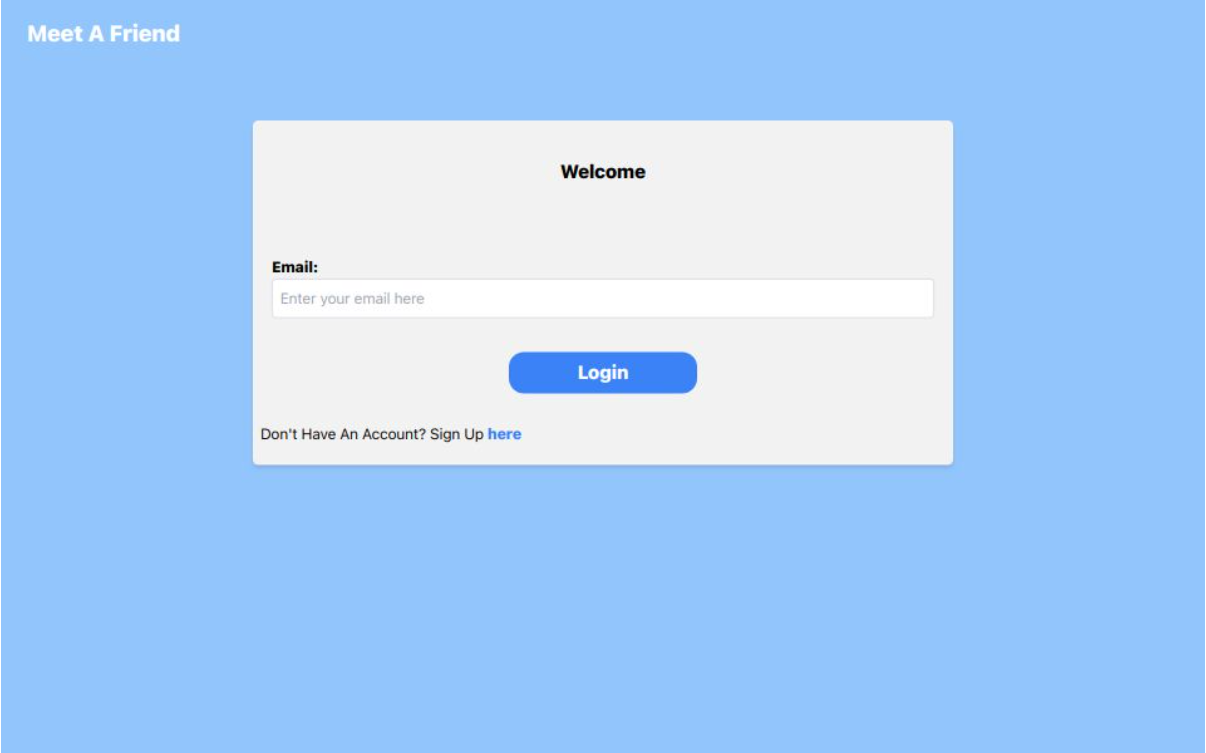 Meet A Friend
Welcome
Email:
Enter your email here
Login
Don't Have An Account? Sign Up here